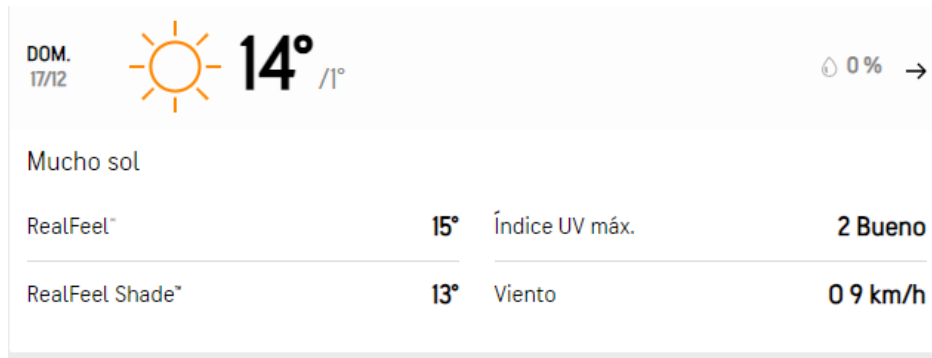 DOM.
17/12
14° /1°
0 %
Mucho sol
RealFeel™ 15°
Índice UV máx. 2 Bueno
RealFeel Shade™ 13°
Viento O 9 km/h